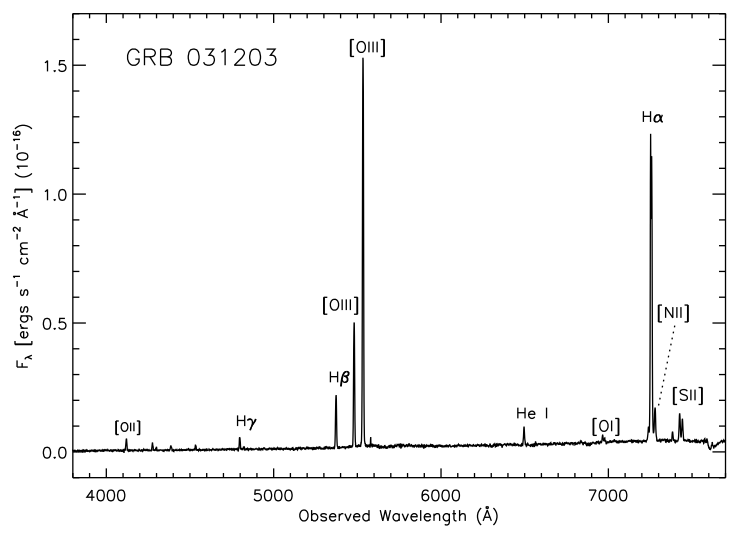 GRB 031203
[OIII]
Hα
[OIII]
[NII]
Hβ
[SII]
[OII]
Hγ
He I
[OI]
1.5
1.0
0.5
0.0
Fλ [ergs s⁻¹ cm⁻² Å⁻¹] (10⁻¹⁶)
4000 5000 6000 7000
Observed Wavelength (Å)